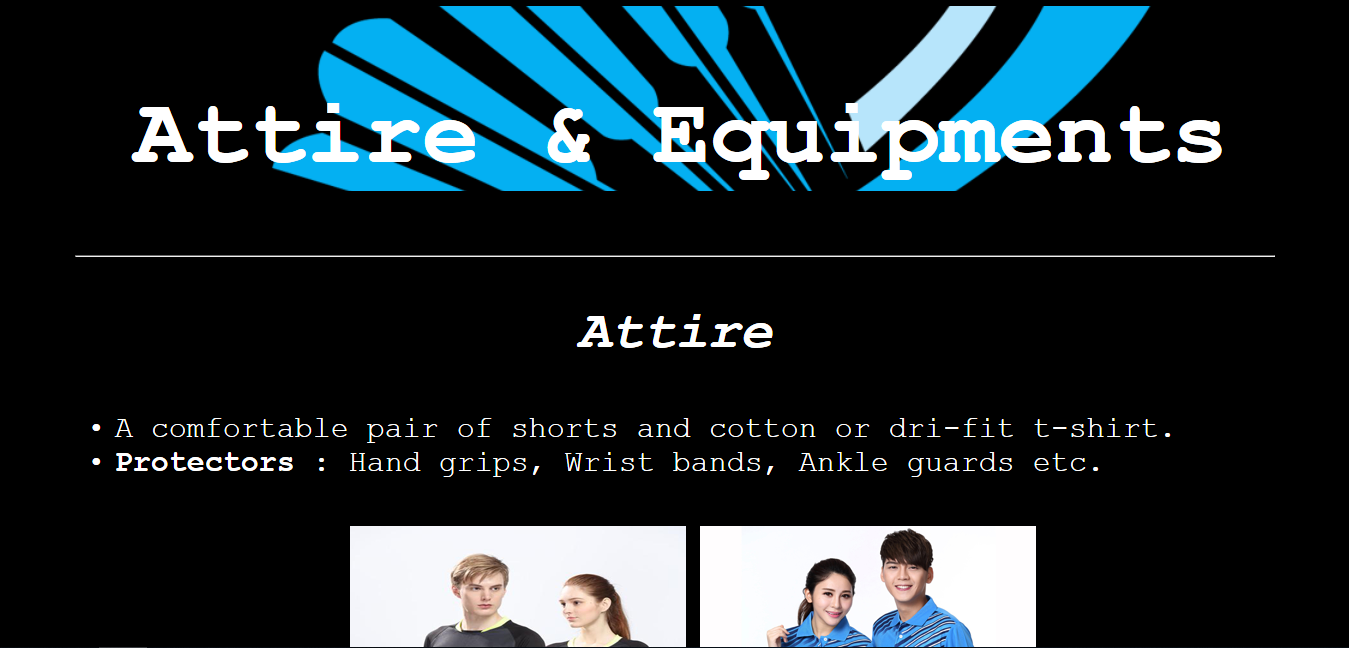 Attire & Equipments
Attire
• A comfortable pair of shorts and cotton or dri-fit t-shirt.
• Protectors : Hand grips, Wrist bands, Ankle guards etc.